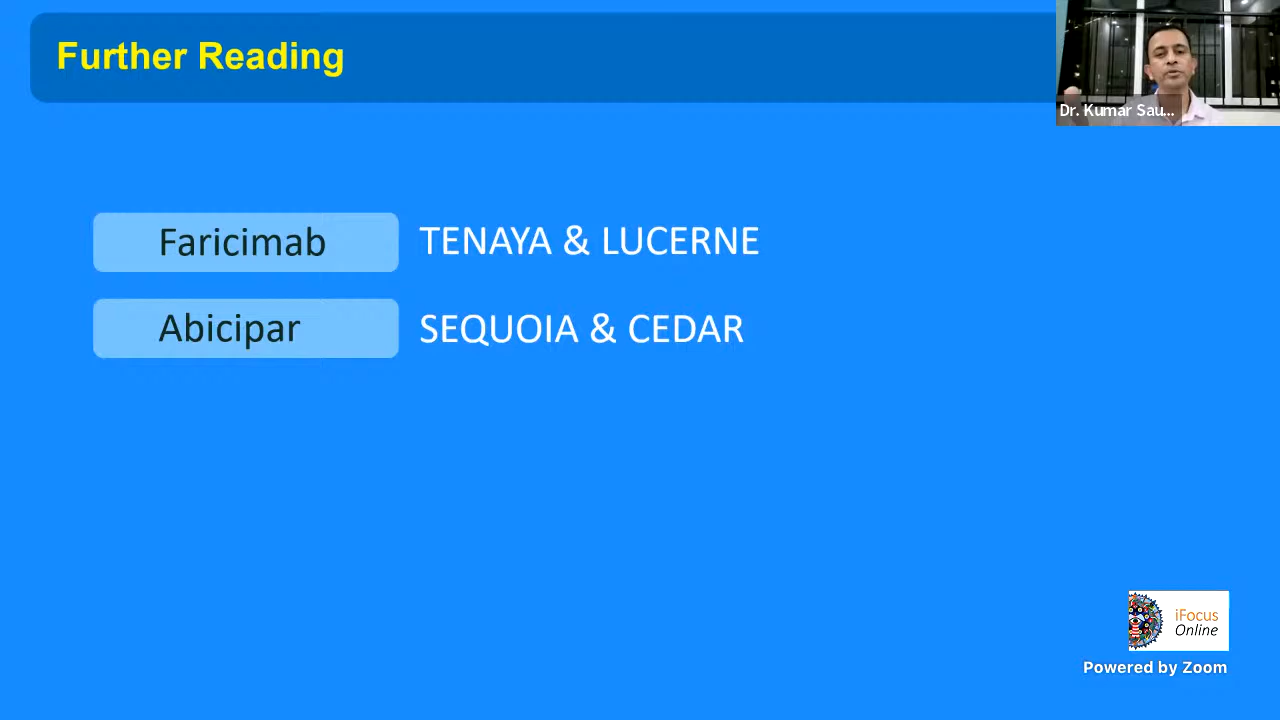 Further Reading
Dr. Kumar Sau...
Faricimab TENAYA & LUCERNE
Abicipar SEQUOIA & CEDAR
iFocus
Online
Powered by Zoom